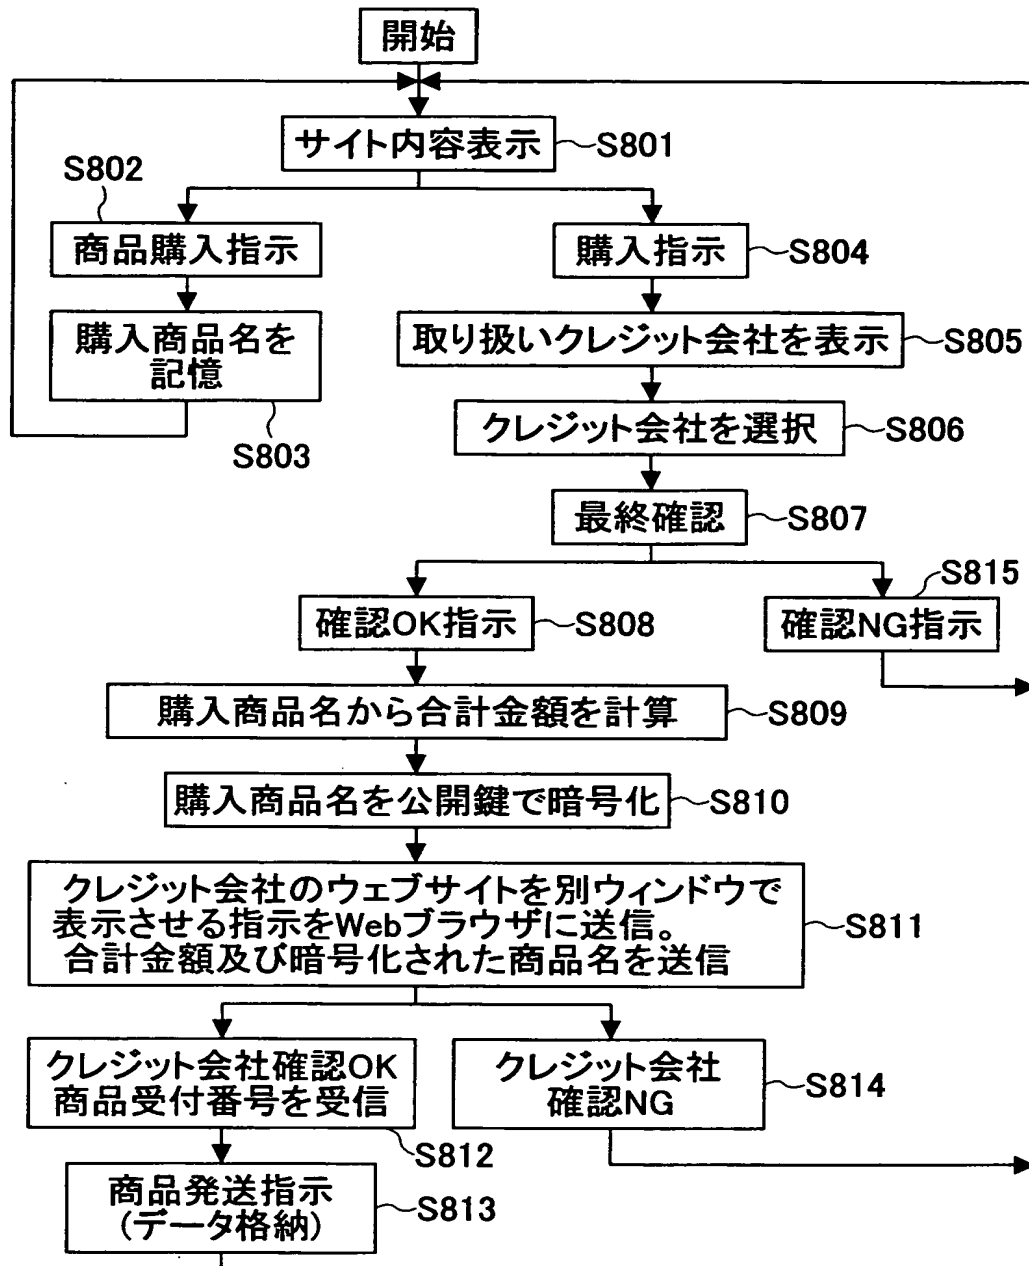 開始
サイト内容表示
S801
S802
商品購入指示
購入商品名を
記憶
S803
購入指示
S804
取り扱いクレジット会社を表示
S805
クレジット会社を選択
S806
最終確認
S807
確認OK指示
S808
S815
確認NG指示
購入商品名から合計金額を計算
S809
購入商品名を公開鍵で暗号化
S810
クレジット会社のウェブサイトを別ウィンドウで
表示させる指示をWebブラウザに送信。
合計金額及び暗号化された商品名を送信
S811
クレジット会社確認OK
商品受付番号を受信
S812
クレジット会社
確認NG
S814
商品発送指示
(データ格納)
S813